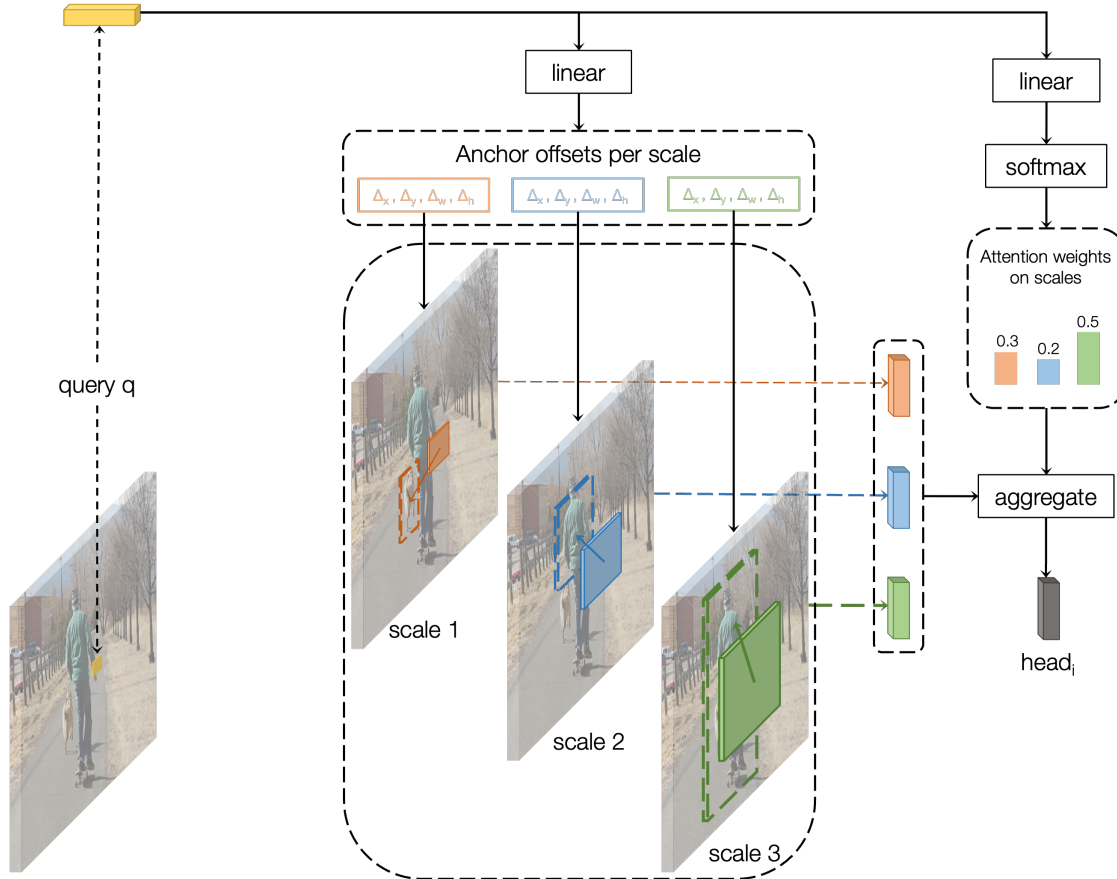 linear
linear
Anchor offsets per scale
softmax
Δx , Δy , Δw , Δh
Δx , Δy , Δw , Δh
Δx , Δy , Δw , Δh
Attention weights
on scales
0.3
0.2
0.5
query q
aggregate
scale 1
head_i
scale 2
scale 3